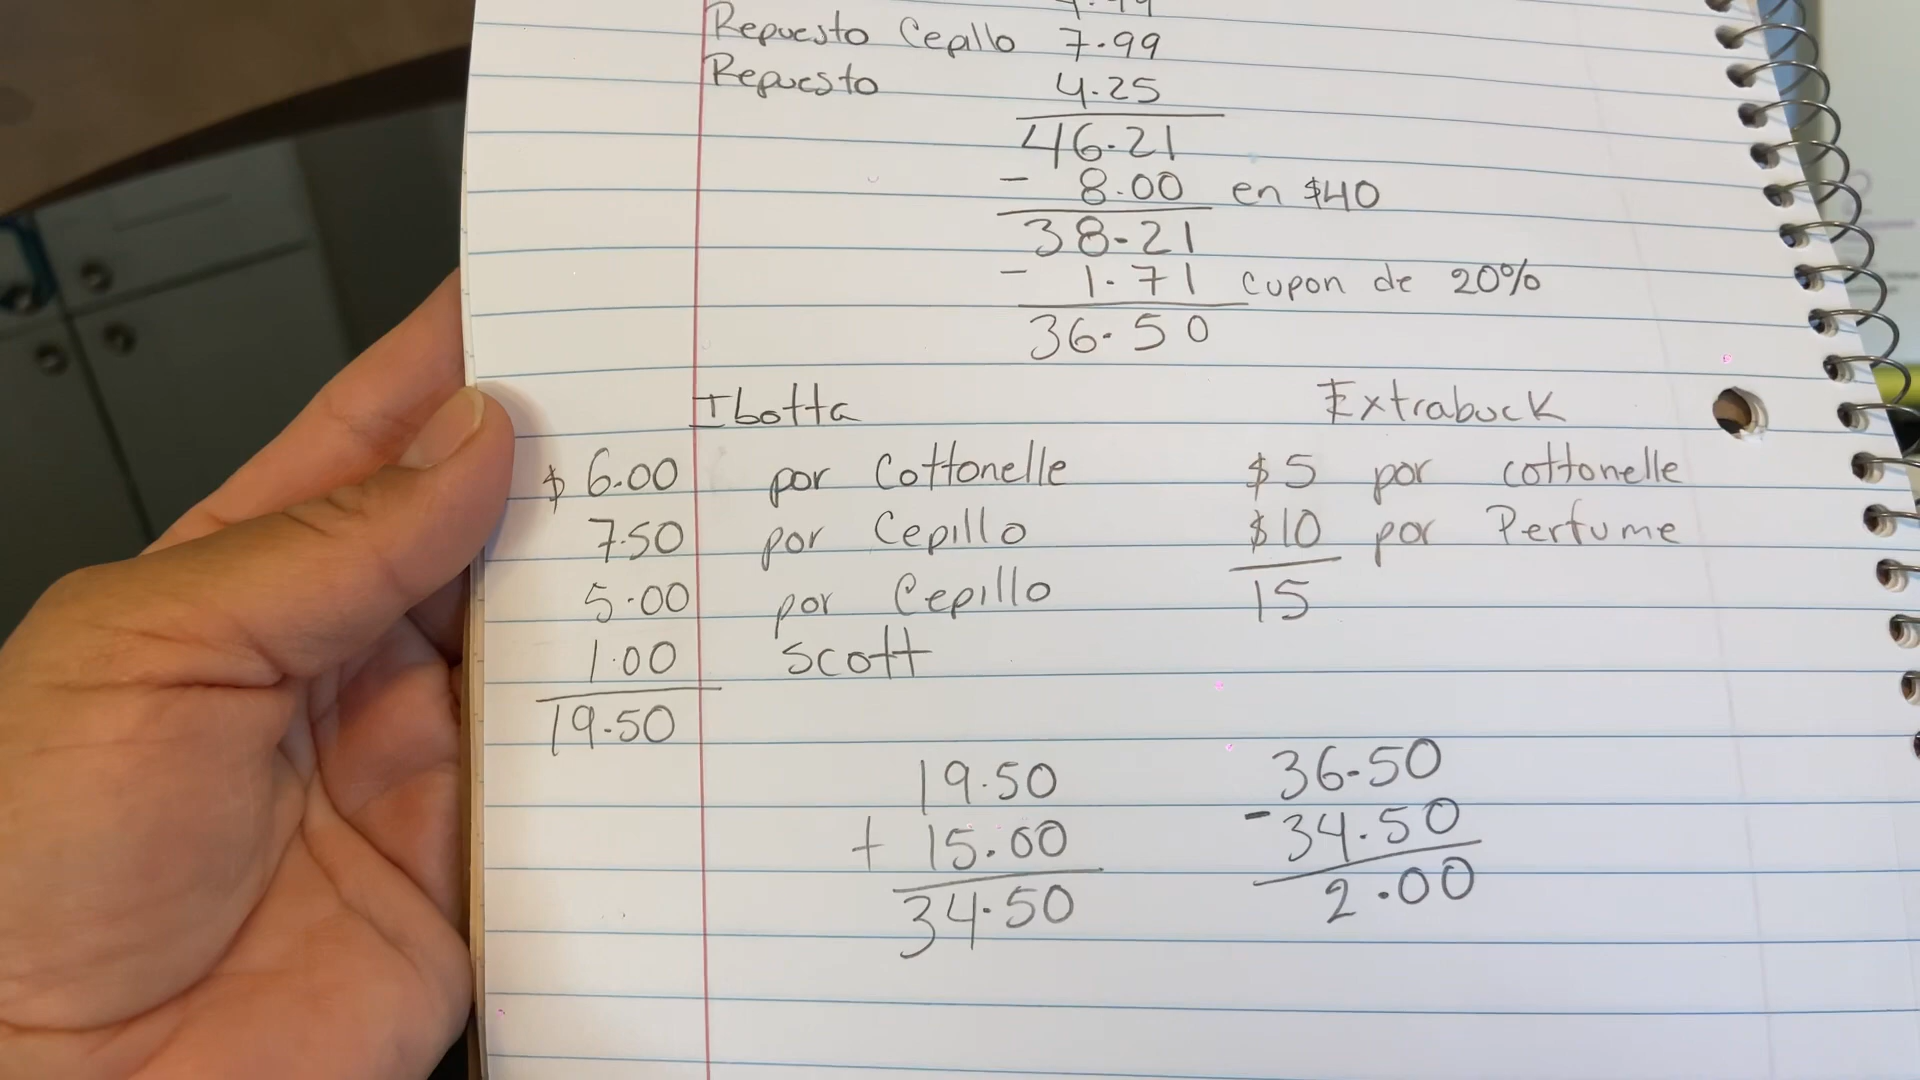 Repuesto Cepillo 7.99
Repuesto 4.25
46.21
- 8.00 en $40
38.21
- 1.71 cupon de 20%
36.50
Ibotta
$ 6.00 por Cottonelle
7.50 por Cepillo
5.00 por Cepillo
1.00 Scott
19.50
Extrabuck
$5 por cottonelle
$10 por Perfume
15
19.50
+ 15.00
34.50
36.50
- 34.50
2.00